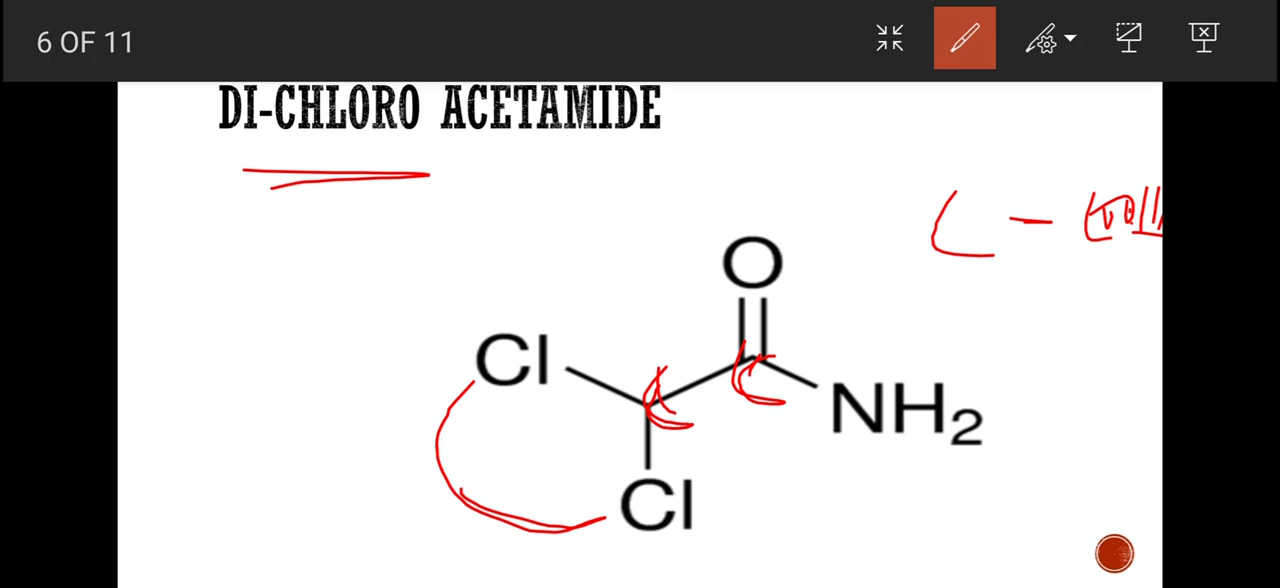 6 OF 11
DI-CHLORO ACETAMIDE
C -
O
Cl
C
C
NH₂
Cl